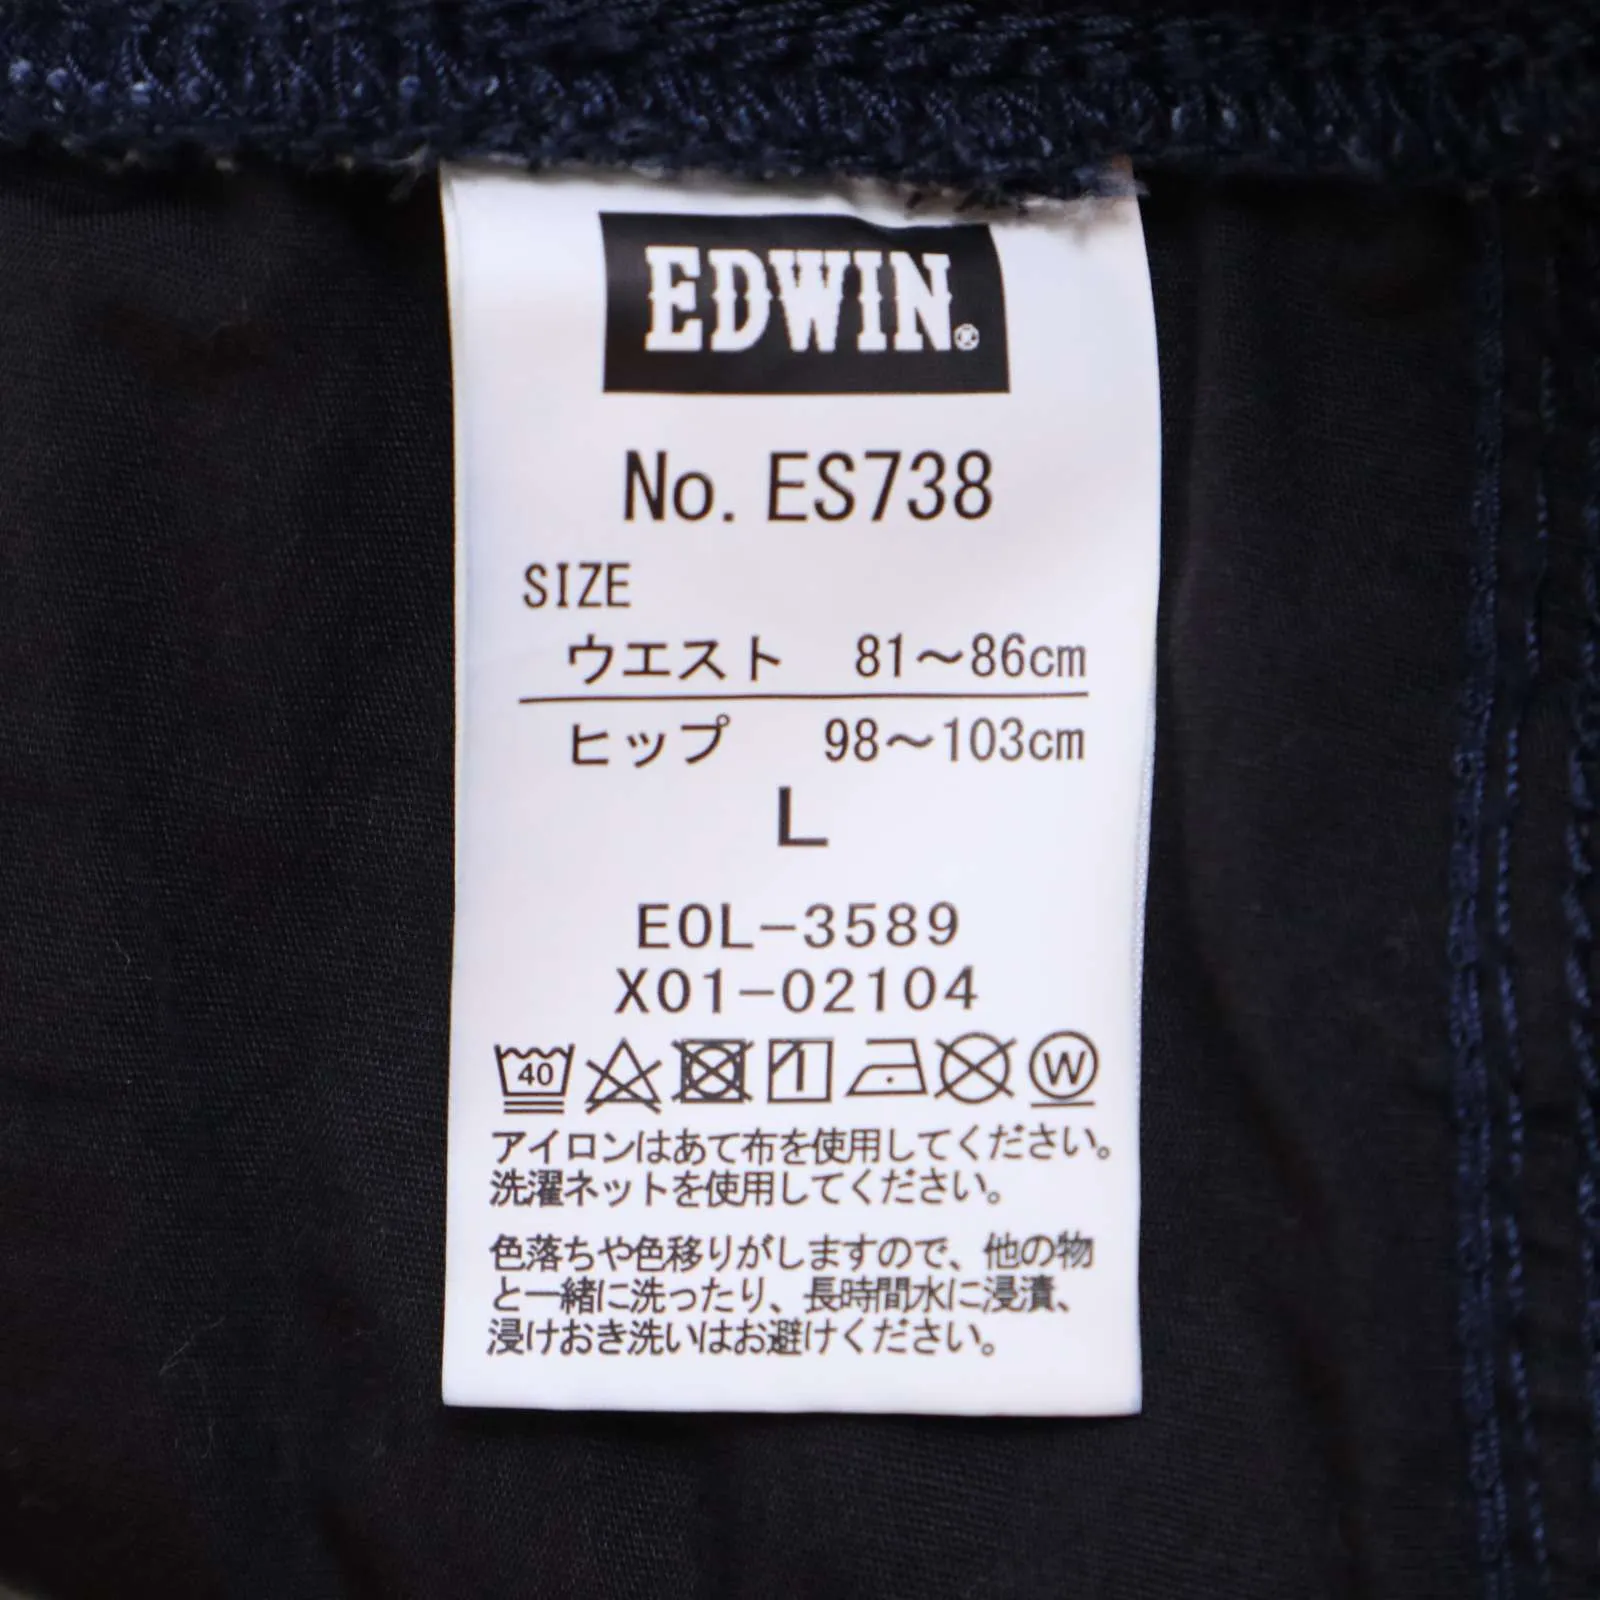 EDWIN®
No. ES738
SIZE
ウエスト 81～86cm
ヒップ 98～103cm
L
EOL-3589
X01-02104
40 W
アイロンはあて布を使用してください。
洗濯ネットを使用してください。
色落ちや色移りがしますので、他の物
と一緒に洗ったり、長時間水に浸漬、
浸けおき洗いはお避けください。